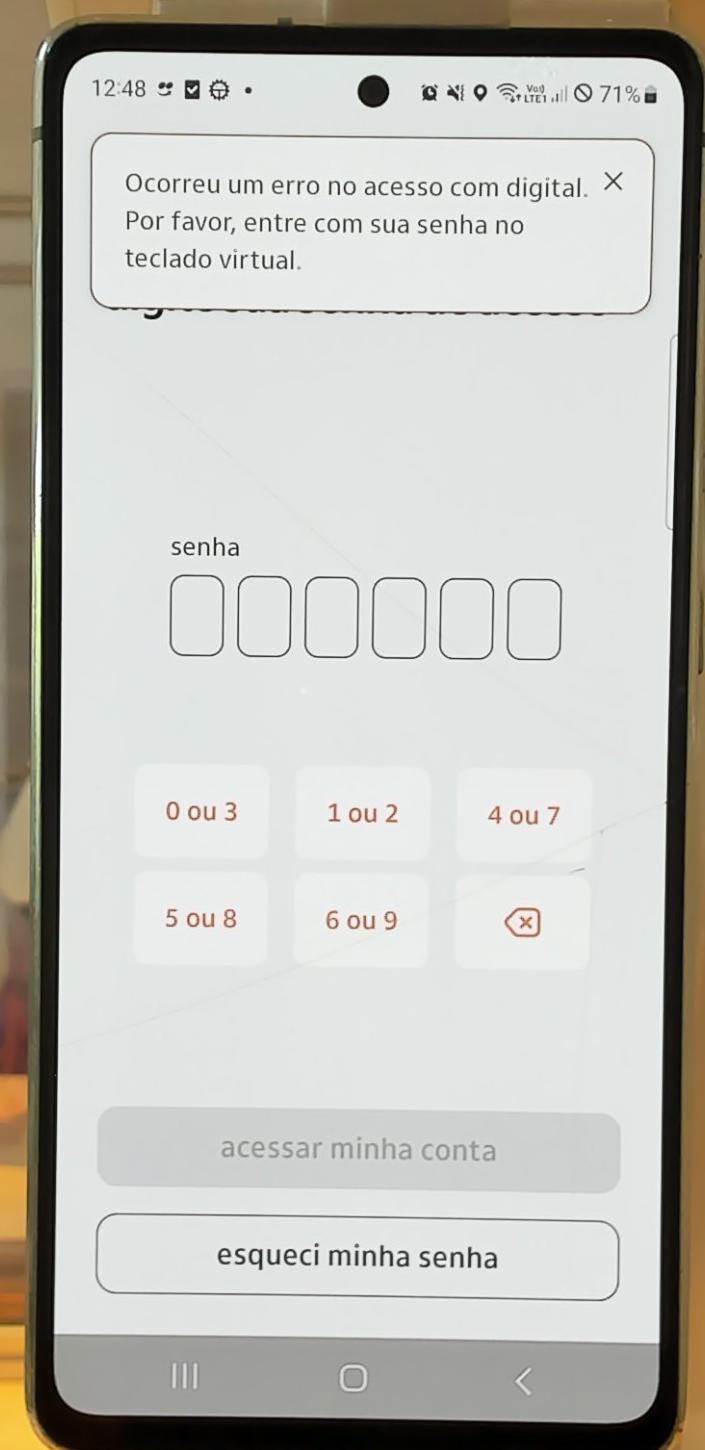 12:48
Vo))
LTE1
71%
Ocorreu um erro no acesso com digital.
Por favor, entre com sua senha no
teclado virtual.
senha
0 ou 3
1 ou 2
4 ou 7
5 ou 8
6 ou 9
acessar minha conta
esqueci minha senha